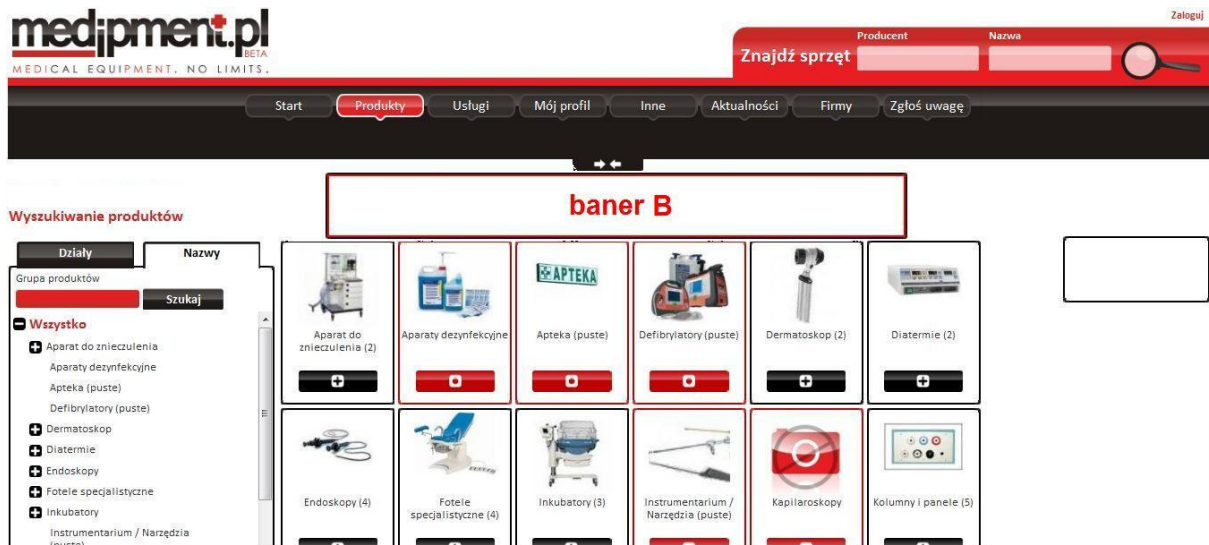 Zaloguj
medipment.pl
BETA
MEDICAL EQUIPMENT. NO LIMITS.
Znajdź sprzęt
Producent
Nazwa
Start
Produkty
Usługi
Mój profil
Inne
Aktualności
Firmy
Zgłoś uwagę
baner B
Wyszukiwanie produktów
Działy
Nazwy
Grupa produktów
Szukaj
Wszystko
Aparat do znieczulenia
Aparaty dezynfekcyjne
Apteka (puste)
Defibrylatory (puste)
Dermatoskop
Diatermie
Endoskopy
Fotele specjalistyczne
Inkubatory
Instrumentarium / Narzędzia
(puste)
Aparat do
znieczulenia (2)
Aparaty dezynfekcyjne
APTEKA
Apteka (puste)
Defibrylatory (puste)
Dermatoskop (2)
Diatermie (2)
Endoskopy (4)
Fotele
specjalistyczne (4)
Inkubatory (3)
Instrumentarium /
Narzędzia (puste)
Kapilaroskopy
Kolumny i panele (5)